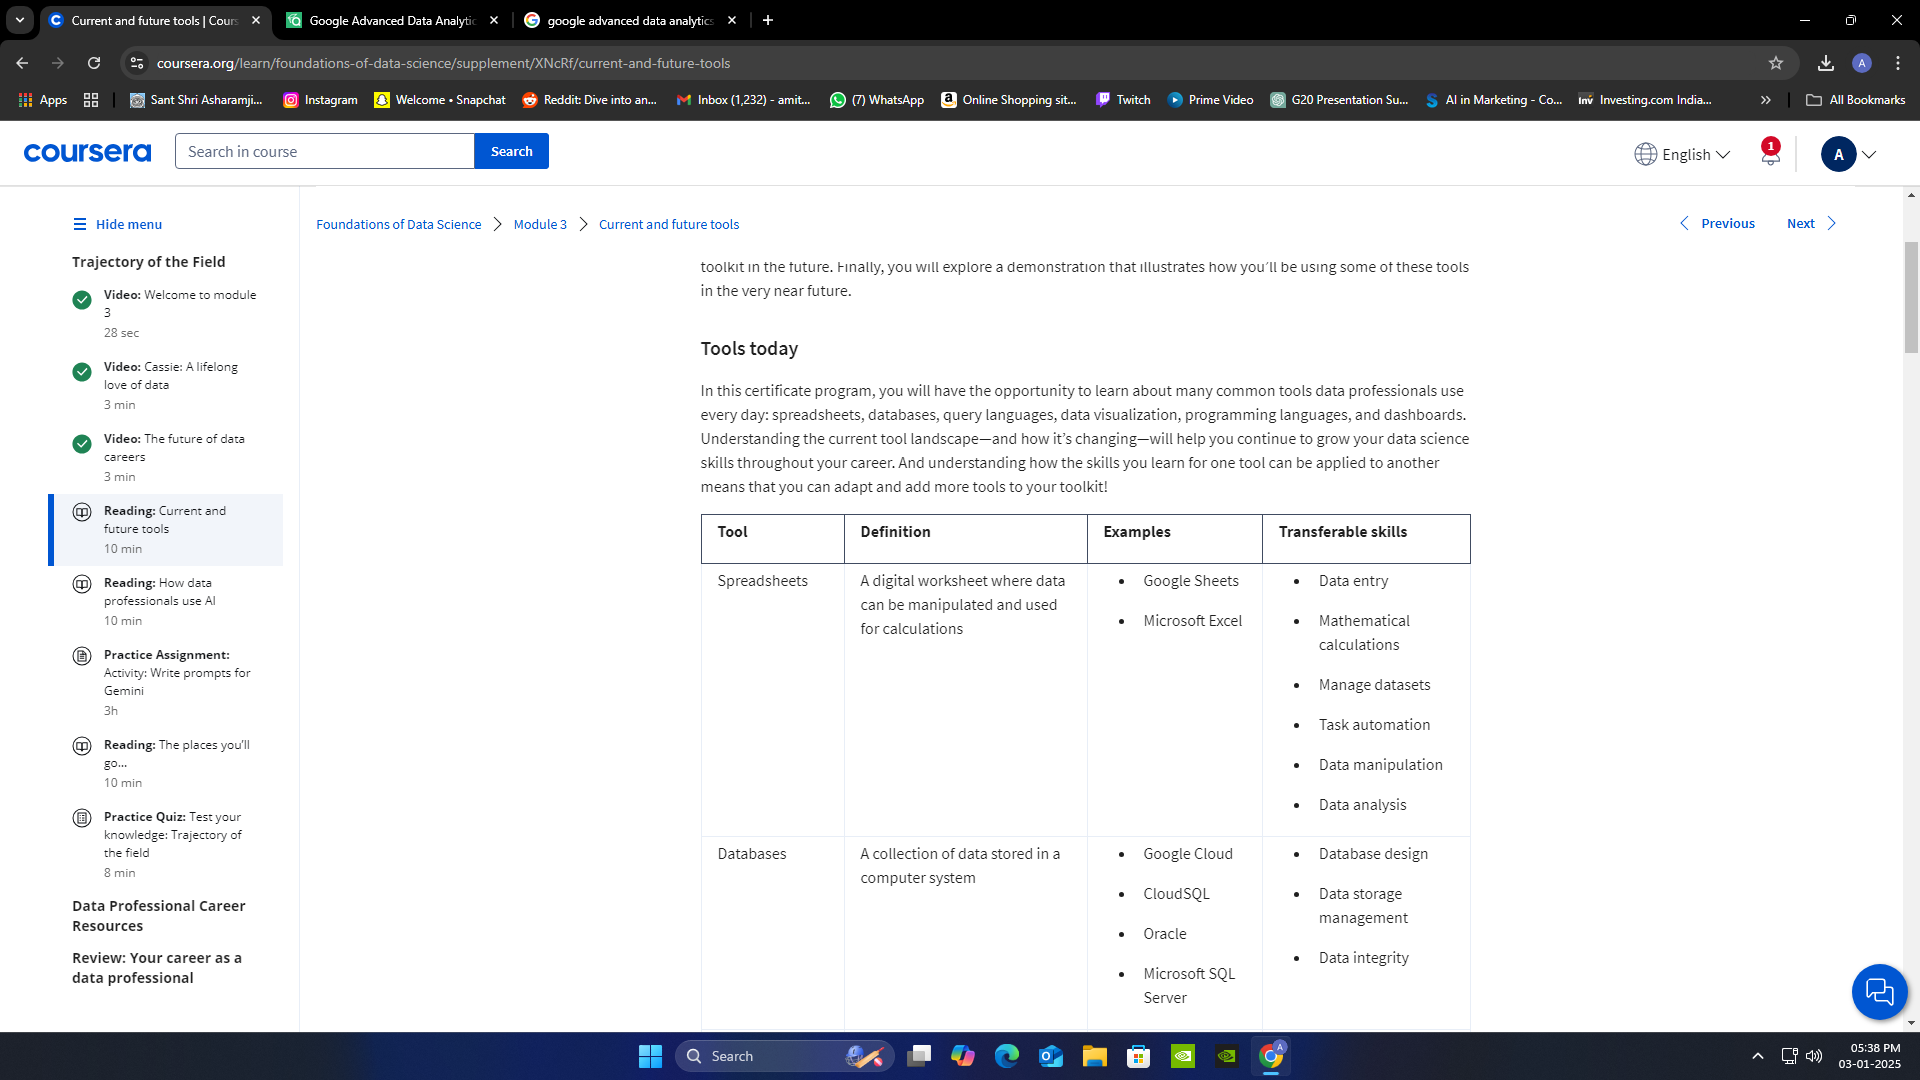 Current and future tools | Cours
Google Advanced Data Analytic
google advanced data analytics
coursera.org/learn/foundations-of-data-science/supplement/XNcRf/current-and-future-tools
A
Apps
Sant Shri Asharamji...
Instagram
Welcome • Snapchat
Reddit: Dive into an...
Inbox (1,232) - amit...
(7) WhatsApp
Online Shopping sit...
Twitch
Prime Video
G20 Presentation Su...
AI in Marketing - Co...
Inv
Investing.com India...
All Bookmarks
coursera
Search in course
Search
English
1
A
Hide menu
Foundations of Data Science
Module 3
Current and future tools
Previous
Next
Trajectory of the Field
Video: Welcome to module
3
28 sec
Video: Cassie: A lifelong
love of data
3 min
Video: The future of data
careers
3 min
Reading: Current and
future tools
10 min
Reading: How data
professionals use AI
10 min
Practice Assignment:
Activity: Write prompts for
Gemini
3h
Reading: The places you'll
go...
10 min
Practice Quiz: Test your
knowledge: Trajectory of
the field
8 min
Data Professional Career
Resources
Review: Your career as a
data professional
toolkit in the future. Finally, you will explore a demonstration that illustrates how you'll be using some of these tools
in the very near future.
Tools today
In this certificate program, you will have the opportunity to learn about many common tools data professionals use
every day: spreadsheets, databases, query languages, data visualization, programming languages, and dashboards.
Understanding the current tool landscape—and how it's changing—will help you continue to grow your data science
skills throughout your career. And understanding how the skills you learn for one tool can be applied to another
means that you can adapt and add more tools to your toolkit!
Tool
Definition
Examples
Transferable skills
Spreadsheets
A digital worksheet where data
can be manipulated and used
for calculations
• Google Sheets
• Microsoft Excel
• Data entry
• Mathematical
calculations
• Manage datasets
• Task automation
• Data manipulation
• Data analysis
Databases
A collection of data stored in a
computer system
• Google Cloud
• CloudSQL
• Oracle
• Microsoft SQL
Server
• Database design
• Data storage
management
• Data integrity
Search
A
05:38 PM
03-01-2025